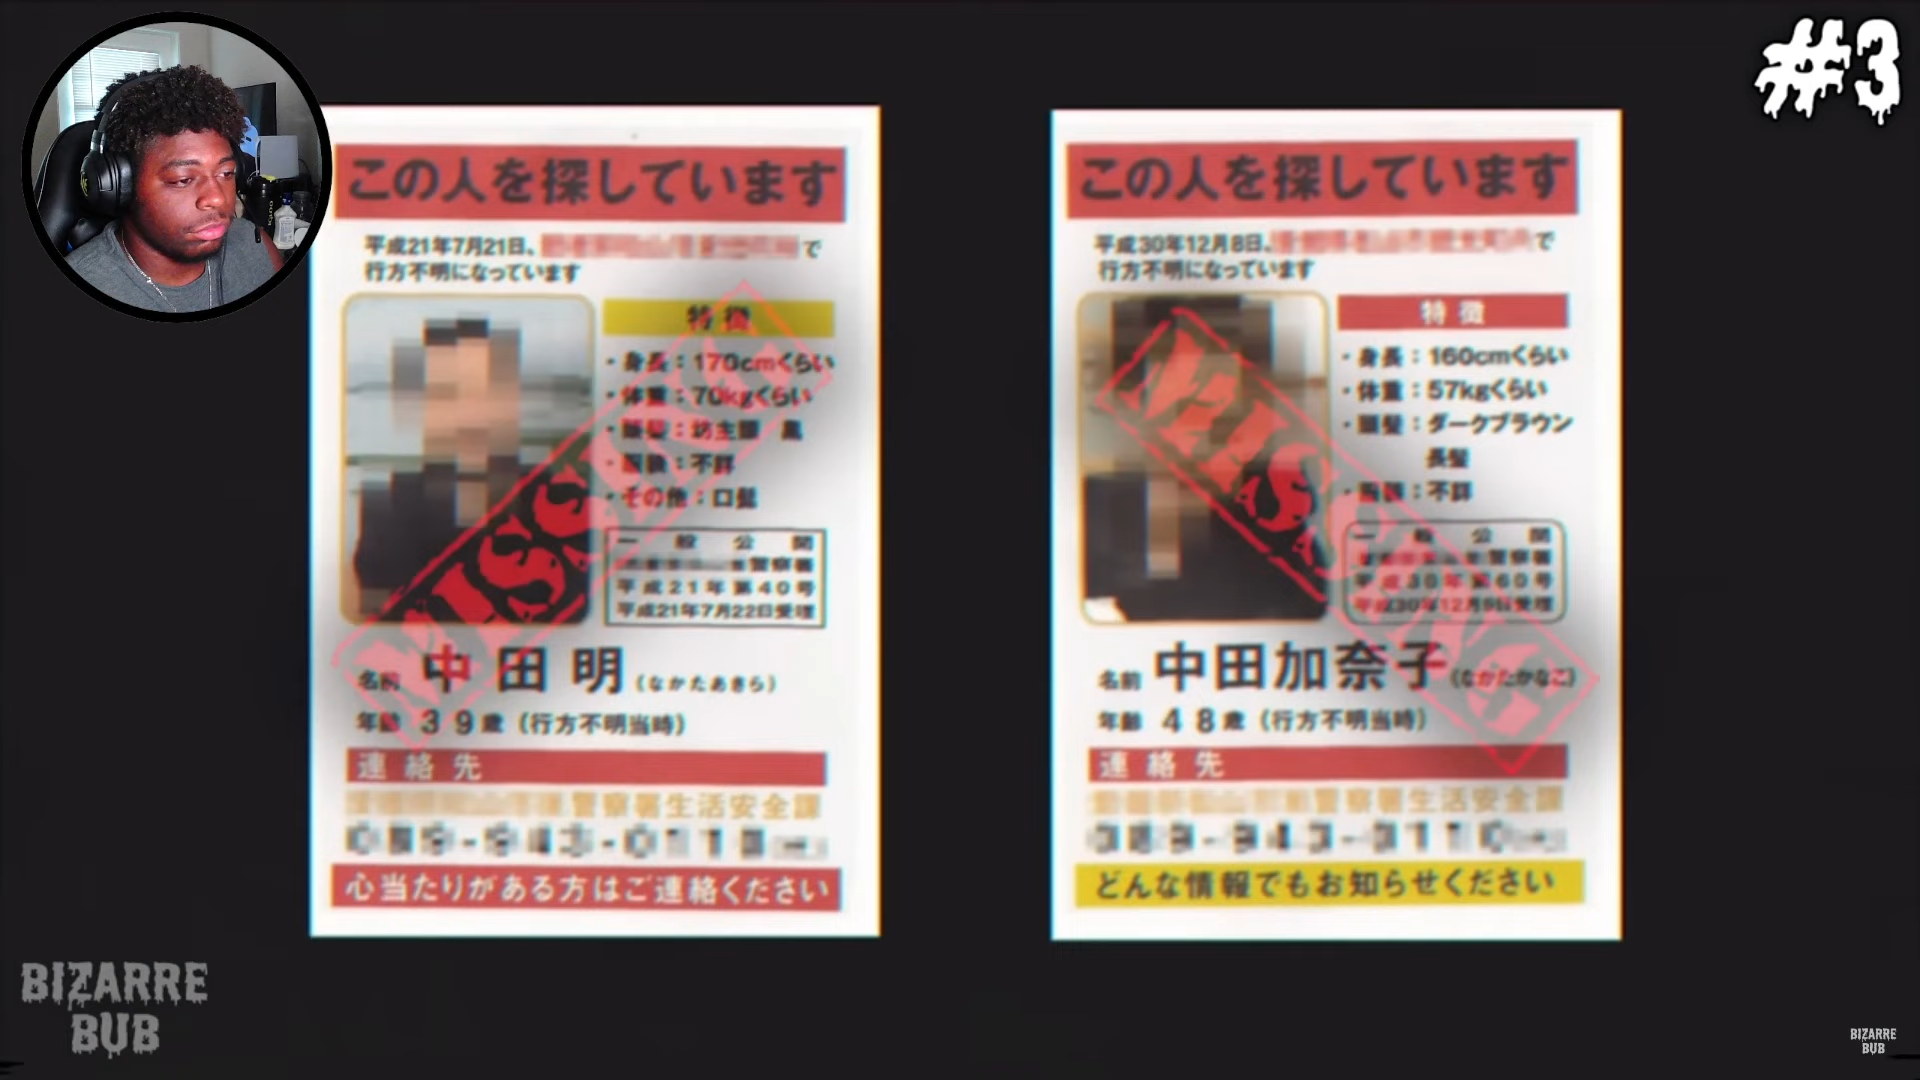 #3
この人を探しています
平成21年7月21日、で
行方不明になっています
特徴
・身長：170cmくらい
・体重：70kgくらい
・頭髪：坊主頭 黒
・服装：不詳
・その他：口髭
一般公開
警察署
平成21年第40号
平成21年7月22日受理
MISSING
名前 中田明（なかたあきら）
年齢 39歳（行方不明当時）
連絡先
警察署生活安全課
心当たりがある方はご連絡ください
この人を探しています
平成30年12月8日、で
行方不明になっています
特徴
・身長：160cmくらい
・体重：57kgくらい
・頭髪：ダークブラウン
長髪
・服装：不詳
一般公開
警察署
平成30年第60号
平成30年12月9日受理
MISSING
名前 中田加奈子（なかたかなこ）
年齢 48歳（行方不明当時）
連絡先
警察署生活安全課
どんな情報でもお知らせください
BIZARRE
BUB
BIZARRE
BUB